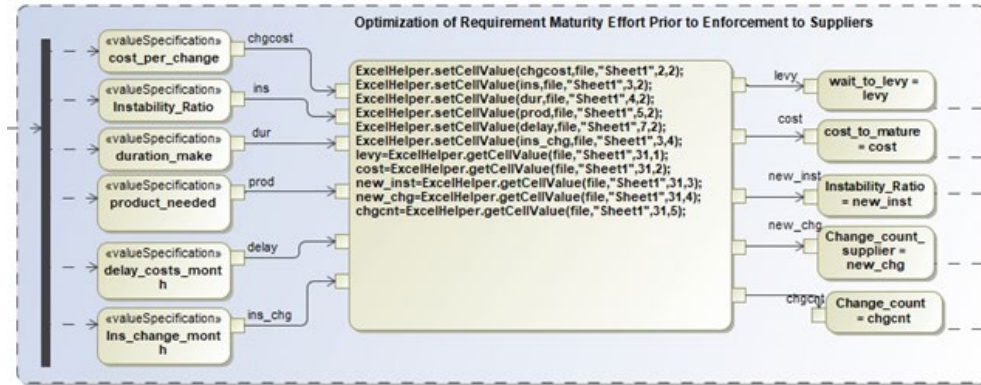 Optimization of Requirement Maturity Effort Prior to Enforcement to Suppliers
«valueSpecification»
cost_per_change
chgcost
«valueSpecification»
Instability_Ratio
ins
«valueSpecification»
duration_make
dur
«valueSpecification»
product_needed
prod
«valueSpecification»
delay_costs_mont
h
delay
«valueSpecification»
Ins_change_mont
h
ins_chg
ExcelHelper.setCellValue(chgcost,file,"Sheet1",2,2);
ExcelHelper.setCellValue(ins,file,"Sheet1",3,2);
ExcelHelper.setCellValue(dur,file,"Sheet1",4,2);
ExcelHelper.setCellValue(prod,file,"Sheet1",5,2);
ExcelHelper.setCellValue(delay,file,"Sheet1",7,2);
ExcelHelper.setCellValue(ins_chg,file,"Sheet1",3,4);
levy=ExcelHelper.getCellValue(file,"Sheet1",31,1);
cost=ExcelHelper.getCellValue(file,"Sheet1",31,2);
new_inst=ExcelHelper.getCellValue(file,"Sheet1",31,3);
new_chg=ExcelHelper.getCellValue(file,"Sheet1",31,4);
chgcnt=ExcelHelper.getCellValue(file,"Sheet1",31,5);
levy
wait_to_levy =
levy
cost
cost_to_mature
= cost
new_inst
Instability_Ratio
= new_inst
new_chg
Change_count_
supplier =
new_chg
chgcnt
Change_count
= chgcnt